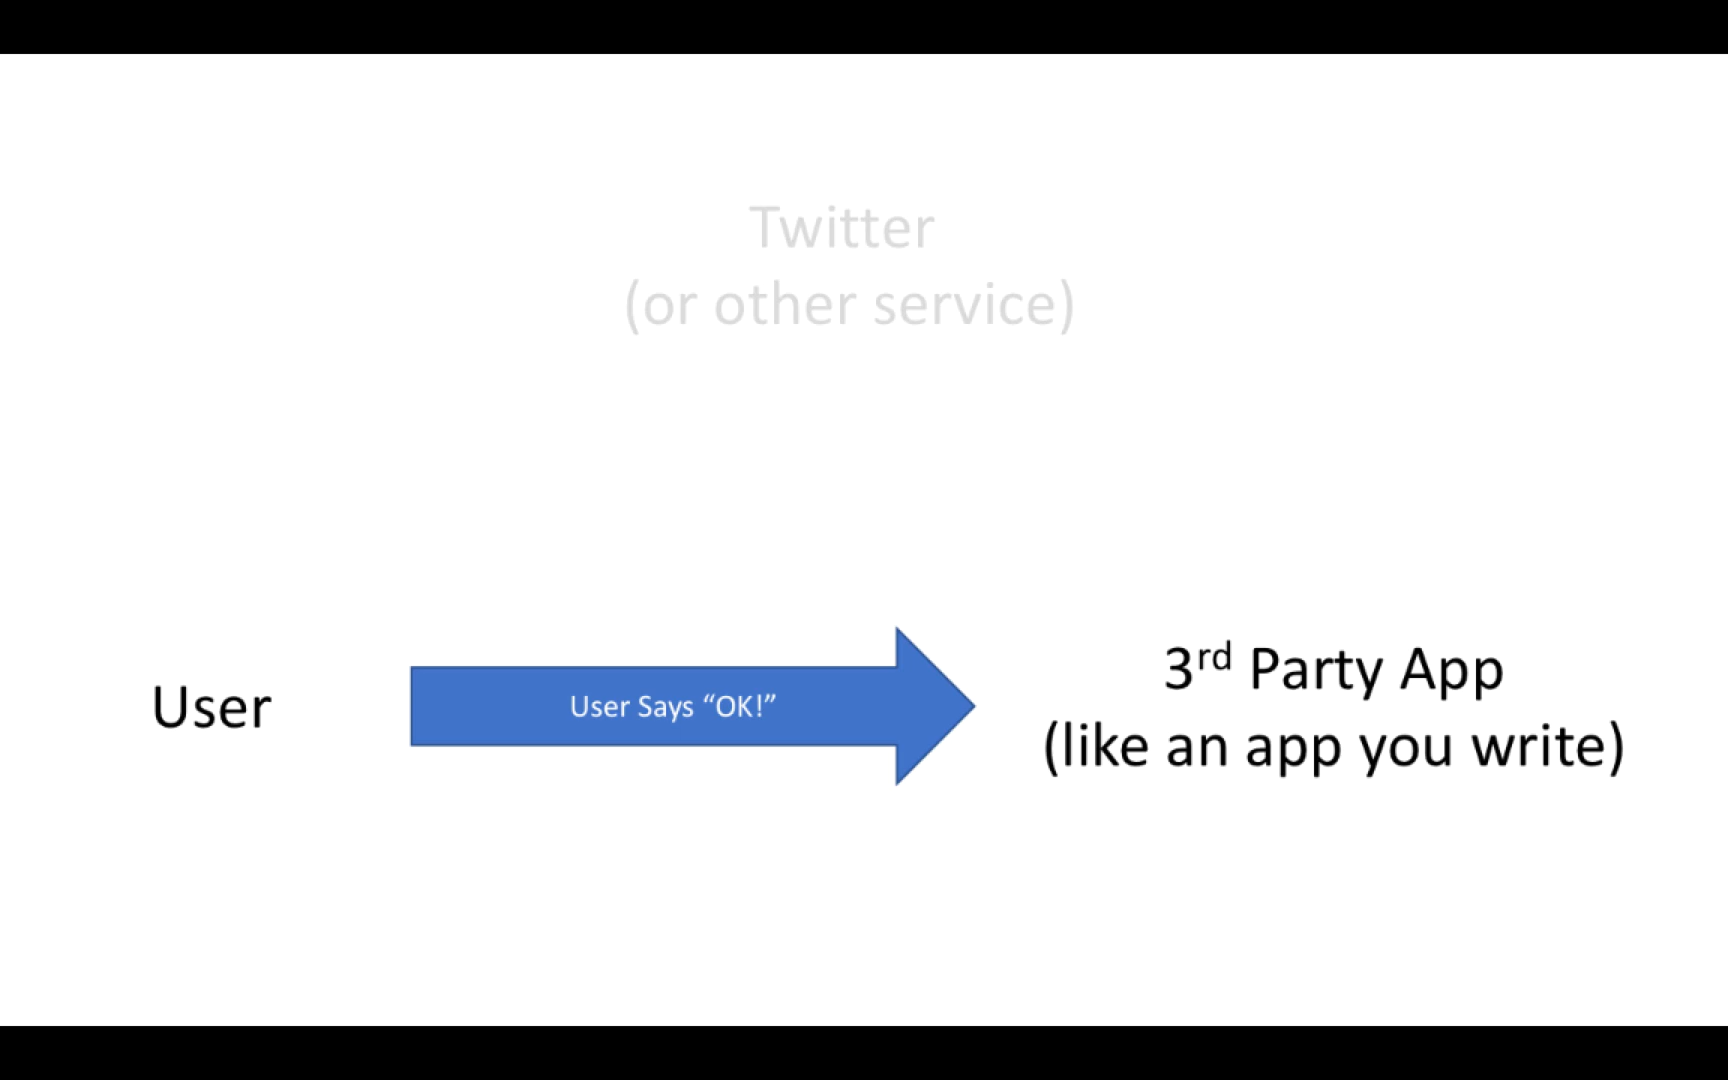 Twitter
(or other service)
User
User Says “OK!”
3rd Party App
(like an app you write)